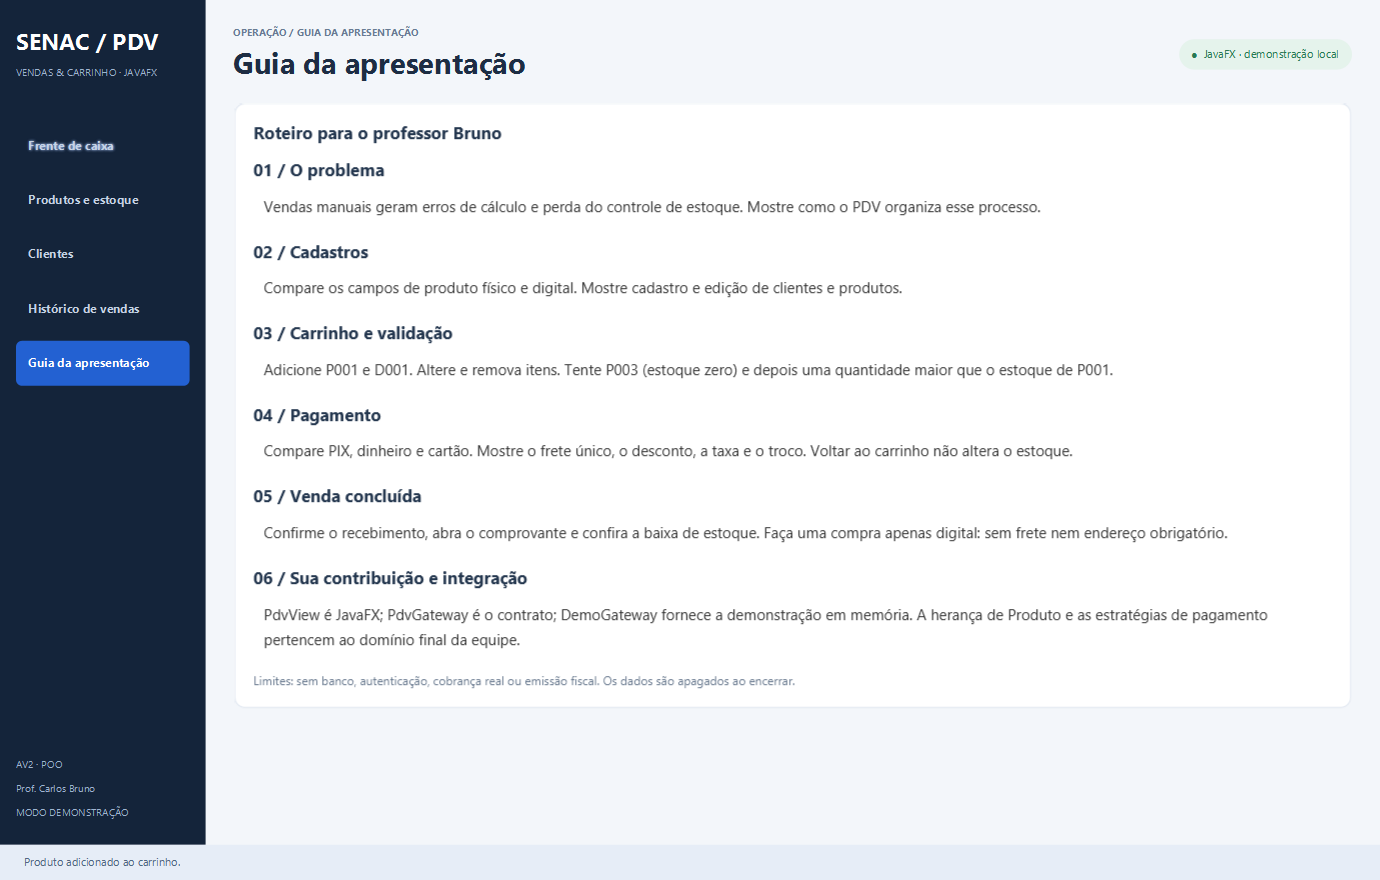 SENAC / PDV
VENDAS & CARRINHO · JAVAFX
Frente de caixa
Produtos e estoque
Clientes
Histórico de vendas
Guia da apresentação
AV2 · POO
Prof. Carlos Bruno
MODO DEMONSTRAÇÃO
OPERAÇÃO / GUIA DA APRESENTAÇÃO
Guia da apresentação
● JavaFX · demonstração local
Roteiro para o professor Bruno
01 / O problema
Vendas manuais geram erros de cálculo e perda do controle de estoque. Mostre como o PDV organiza esse processo.
02 / Cadastros
Compare os campos de produto físico e digital. Mostre cadastro e edição de clientes e produtos.
03 / Carrinho e validação
Adicione P001 e D001. Altere e remova itens. Tente P003 (estoque zero) e depois uma quantidade maior que o estoque de P001.
04 / Pagamento
Compare PIX, dinheiro e cartão. Mostre o frete único, o desconto, a taxa e o troco. Voltar ao carrinho não altera o estoque.
05 / Venda concluída
Confirme o recebimento, abra o comprovante e confira a baixa de estoque. Faça uma compra apenas digital: sem frete nem endereço obrigatório.
06 / Sua contribuição e integração
PdvView é JavaFX; PdvGateway é o contrato; DemoGateway fornece a demonstração em memória. A herança de Produto e as estratégias de pagamento
pertencem ao domínio final da equipe.
Limites: sem banco, autenticação, cobrança real ou emissão fiscal. Os dados são apagados ao encerrar.
Produto adicionado ao carrinho.